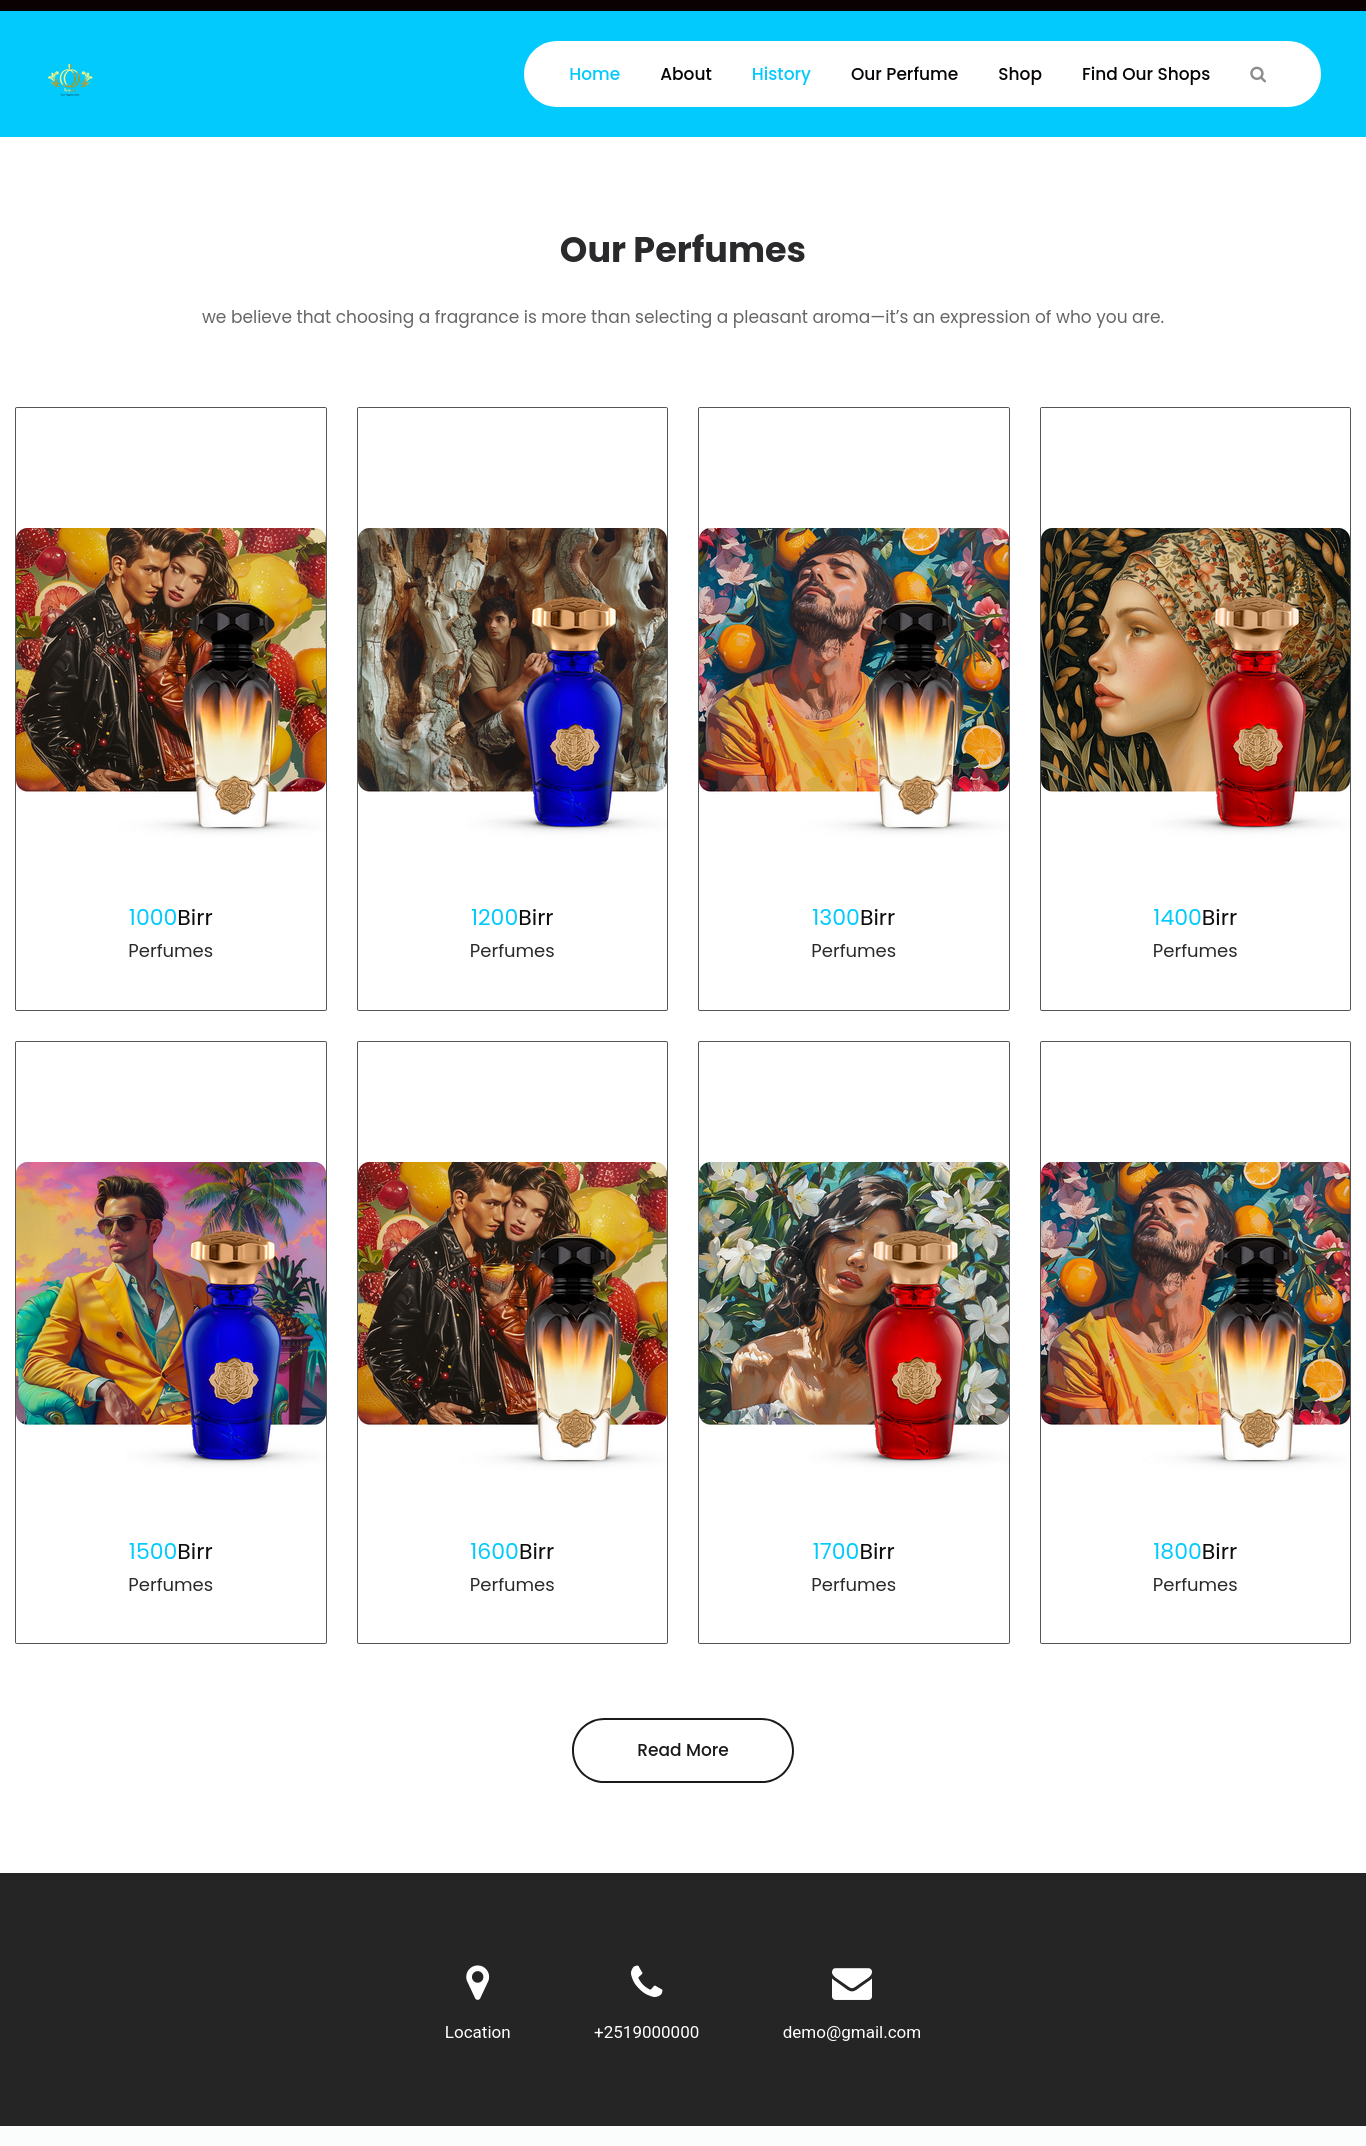 Home About History Our Perfume Shop Find Our Shops
Our Perfumes
we believe that choosing a fragrance is more than selecting a pleasant aroma—it’s an expression of who you are.
1000Birr 1200Birr 1300Birr 1400Birr
Perfumes Perfumes Perfumes Perfumes
1500Birr 1600Birr 1700Birr 1800Birr
Perfumes Perfumes Perfumes Perfumes
Read More
Location +2519000000 demo@gmail.com